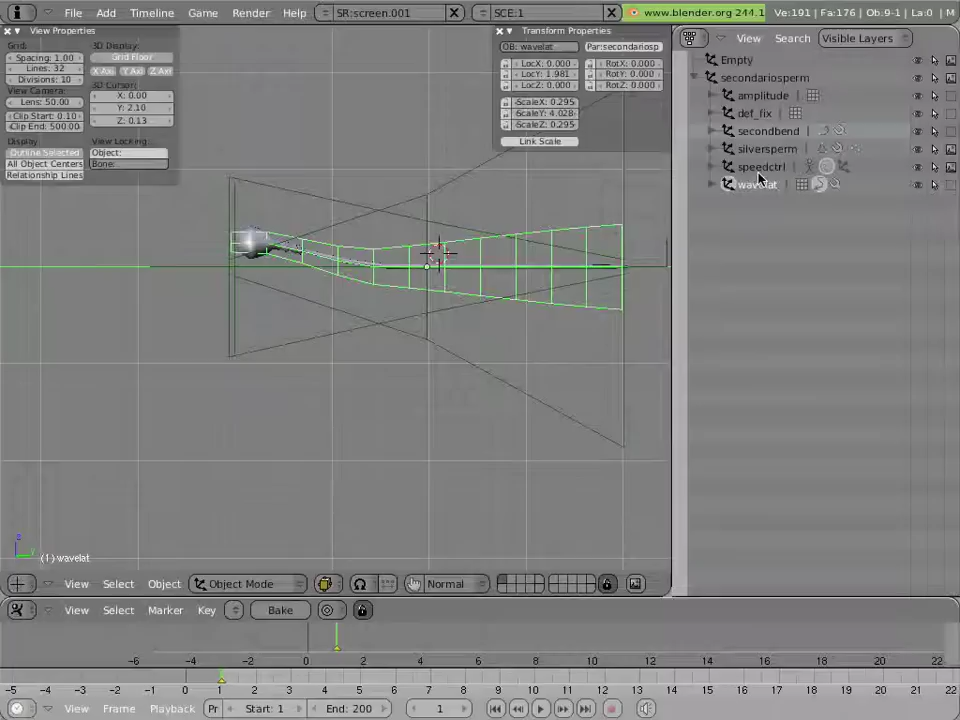 File Add Timeline Game Render Help SR:screen.001 SCE:1 www.blender.org 244.1 Ve:191 | Fa:176 | Ob:9-1 | La:0 | M
View Properties
Grid:
Spacing: 1.00
Lines: 32
Divisions: 10
View Camera:
Lens: 50.00
Clip Start: 0.10
Clip End: 500.00
Display:
Outline Selected
All Object Centers
Relationship Lines
3D Display:
Grid Floor
X Axi Y Axi Z Axi
3D Cursor:
X: 0.00
Y: 2.10
Z: 0.13
View Locking:
Object:
Bone:
Transform Properties
OB: wavelat Par:secondariosp
LocX: 0.000 RotX: 0.000
LocY: 1.981 RotY: 0.000
LocZ: 0.000 RotZ: 0.000
ScaleX: 0.295
ScaleY: 4.028
ScaleZ: 0.295
Link Scale
View Search Visible Layers
Empty
secondariosperm
amplitude
def_fix
secondbend
silversperm
speedctrl
wavelat
z
y
(1) wavelat
View Select Object Object Mode Normal
View Select Marker Key Bake
-6 -4 -2 0 2 4 6 8 10 12 14 16 18 20 22
-5 -4 -3 -2 -1 0 1 2 3 4 5 6 7 8 9 10 11 12 13 14 15 16
View Frame Playback Pr Start: 1 End: 200 1